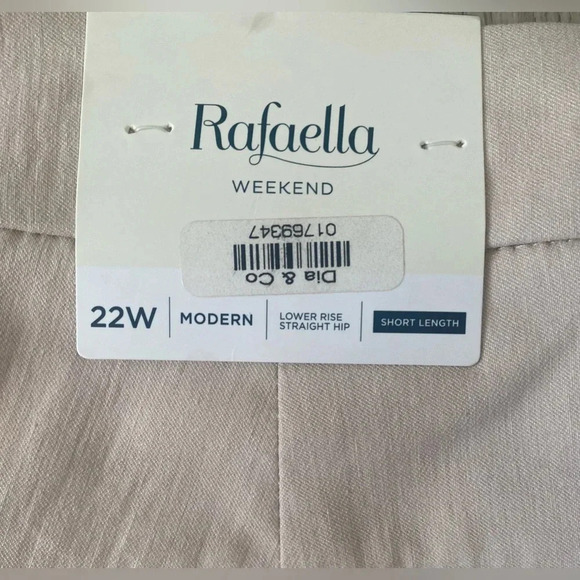 Rafaella
WEEKEND
Dia & Co
01769347
22W
MODERN
LOWER RISE
STRAIGHT HIP
SHORT LENGTH